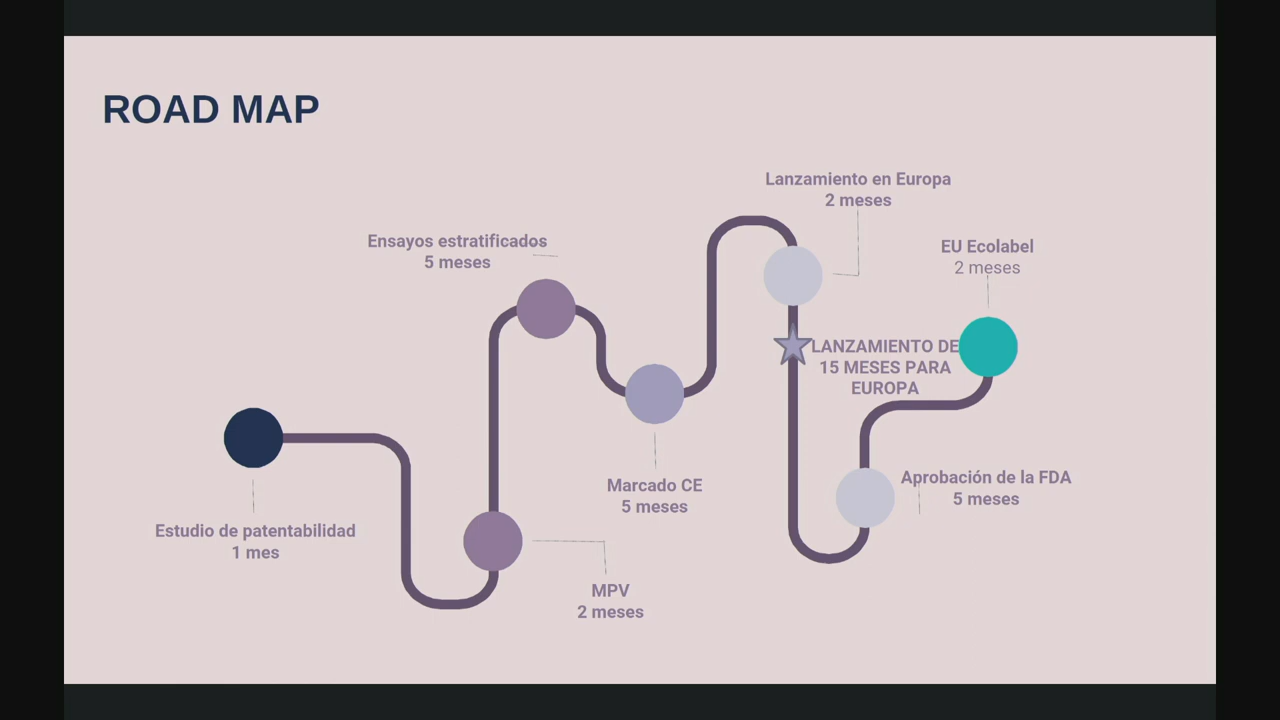 ROAD MAP
Estudio de patentabilidad
1 mes
MPV
2 meses
Ensayos estratificados
5 meses
Marcado CE
5 meses
Lanzamiento en Europa
2 meses
LANZAMIENTO DE
15 MESES PARA
EUROPA
Aprobación de la FDA
5 meses
EU Ecolabel
2 meses